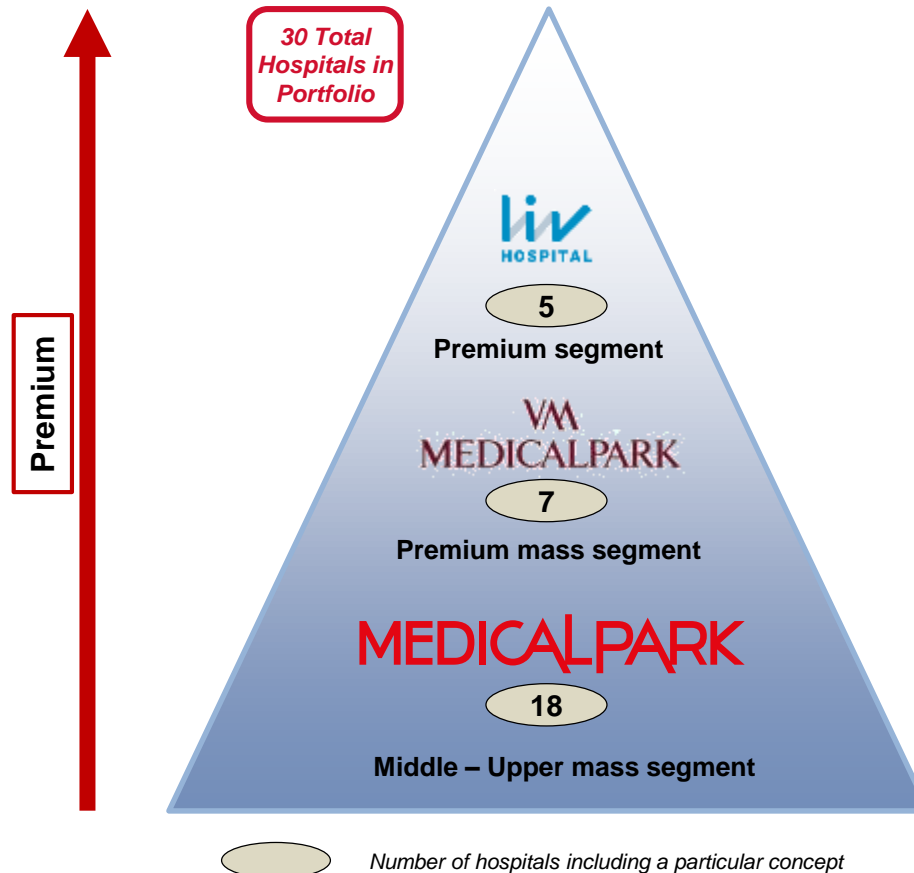 30 Total
Hospitals in
Portfolio
liv
HOSPITAL
5
Premium segment
Premium
VM
MEDICALPARK
7
Premium mass segment
MEDICALPARK
18
Middle – Upper mass segment
Number of hospitals including a particular concept